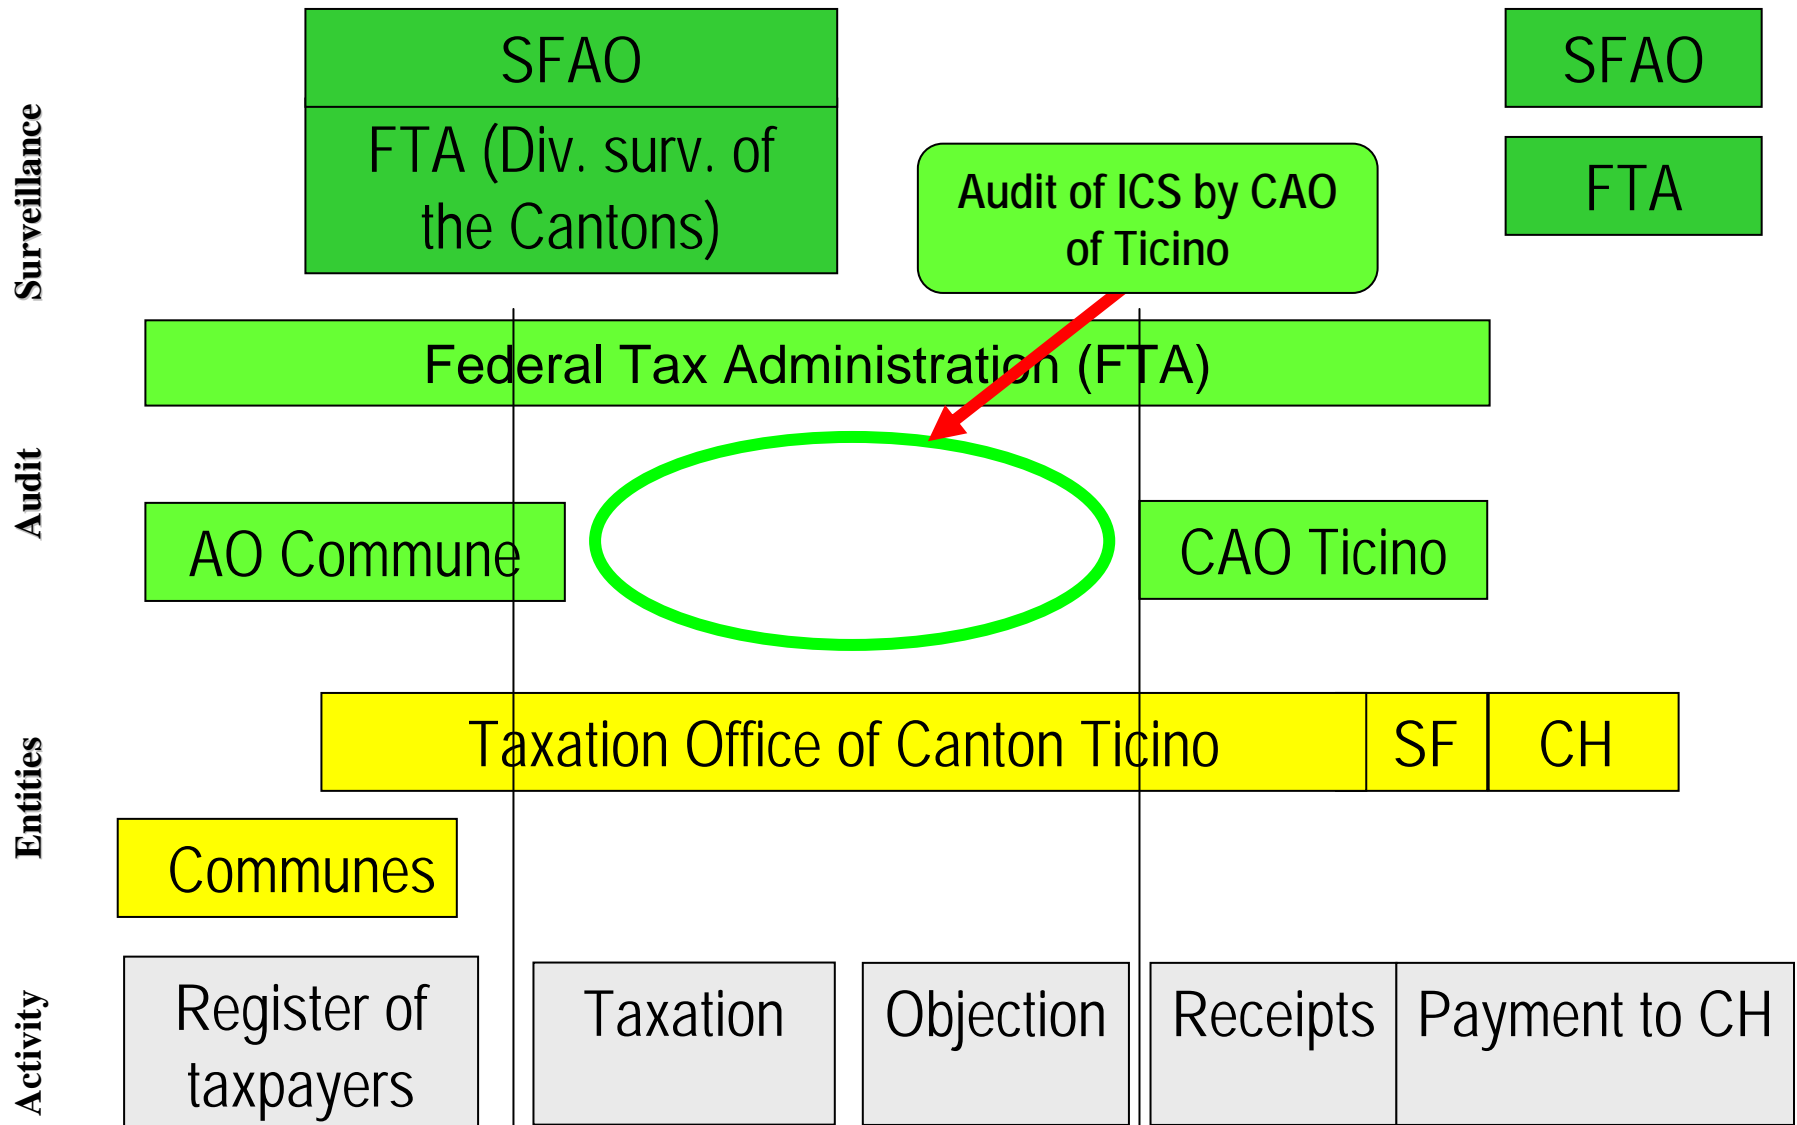 Surveillance
SFAO
FTA (Div. surv. of
the Cantons)
Audit of ICS by CAO
of Ticino
SFAO
FTA
Federal Tax Administration (FTA)
Audit
AO Commune
CAO Ticino
Entities
Taxation Office of Canton Ticino
SF
CH
Communes
Activity
Register of
taxpayers
Taxation
Objection
Receipts
Payment to CH